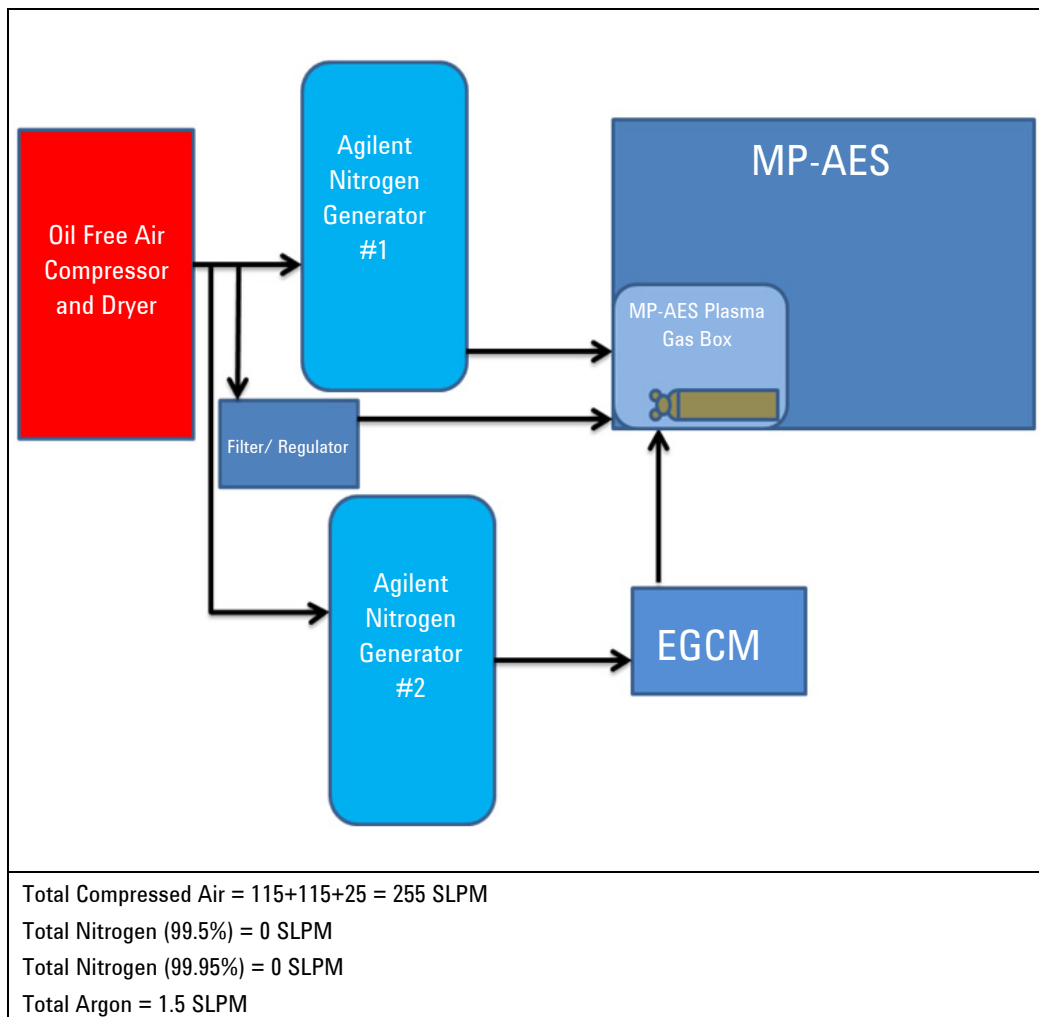 Oil Free Air
Compressor
and Dryer
Agilent
Nitrogen
Generator
#1
MP-AES
MP-AES Plasma
Gas Box
Filter/ Regulator
Agilent
Nitrogen
Generator
#2
EGCM
Total Compressed Air = 115+115+25 = 255 SLPM
Total Nitrogen (99.5%) = 0 SLPM
Total Nitrogen (99.95%) = 0 SLPM
Total Argon = 1.5 SLPM